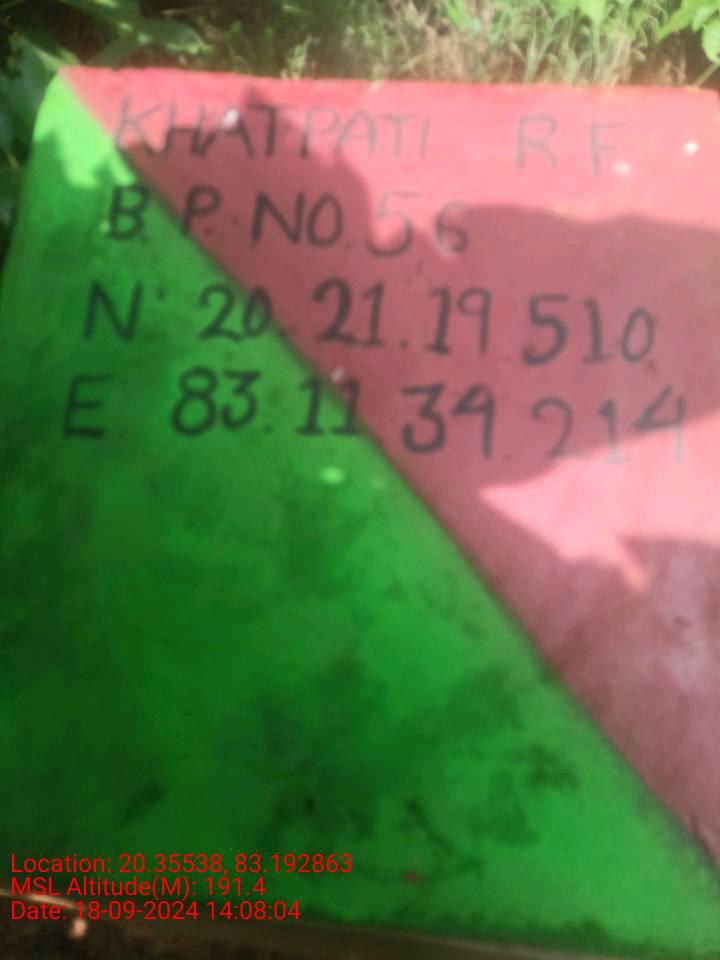 KHATPATI RF
B.P. NO. 56
N' 20.21.19.510
E 83.11.34.214
Location: 20.35538, 83.192863
MSL Altitude(M): 191.4
Date: 18-09-2024 14:08:04